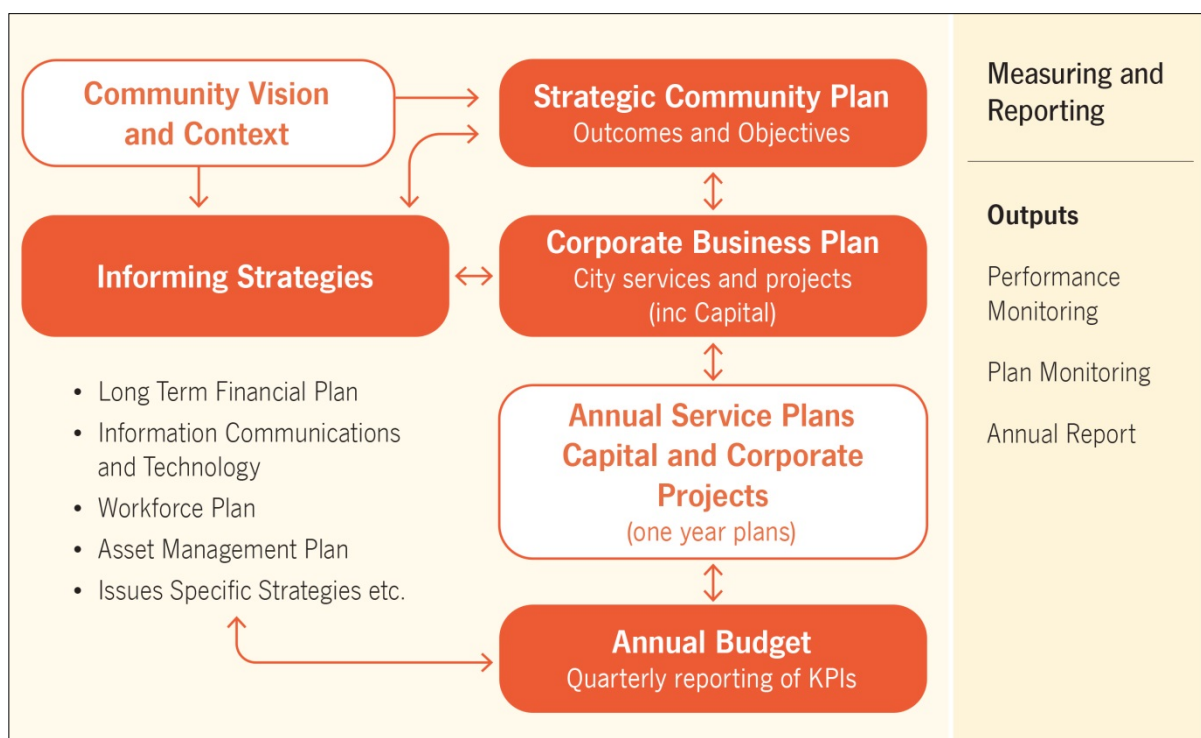 Community Vision
and Context
Strategic Community Plan
Outcomes and Objectives
Informing Strategies
Corporate Business Plan
City services and projects
(inc Capital)
• Long Term Financial Plan
• Information Communications
and Technology
• Workforce Plan
• Asset Management Plan
• Issues Specific Strategies etc.
Annual Service Plans
Capital and Corporate
Projects
(one year plans)
Annual Budget
Quarterly reporting of KPIs
Measuring and
Reporting
Outputs
Performance
Monitoring
Plan Monitoring
Annual Report